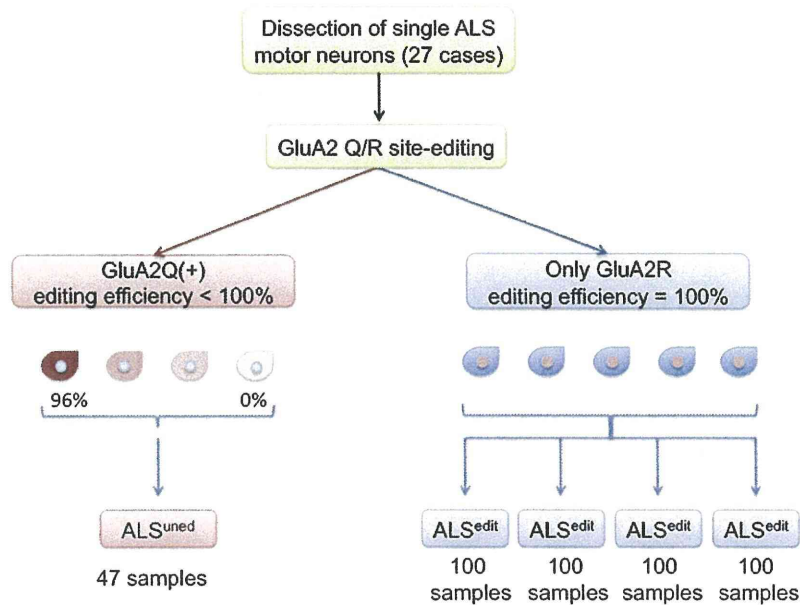 Dissection of single ALS
motor neurons (27 cases)
GluA2 Q/R site-editing
GluA2Q(+)
editing efficiency < 100%
Only GluA2R
editing efficiency = 100%
96%
0%
ALSuned
47 samples
ALSedit
ALSedit
ALSedit
ALSedit
100
samples
100
samples
100
samples
100
samples